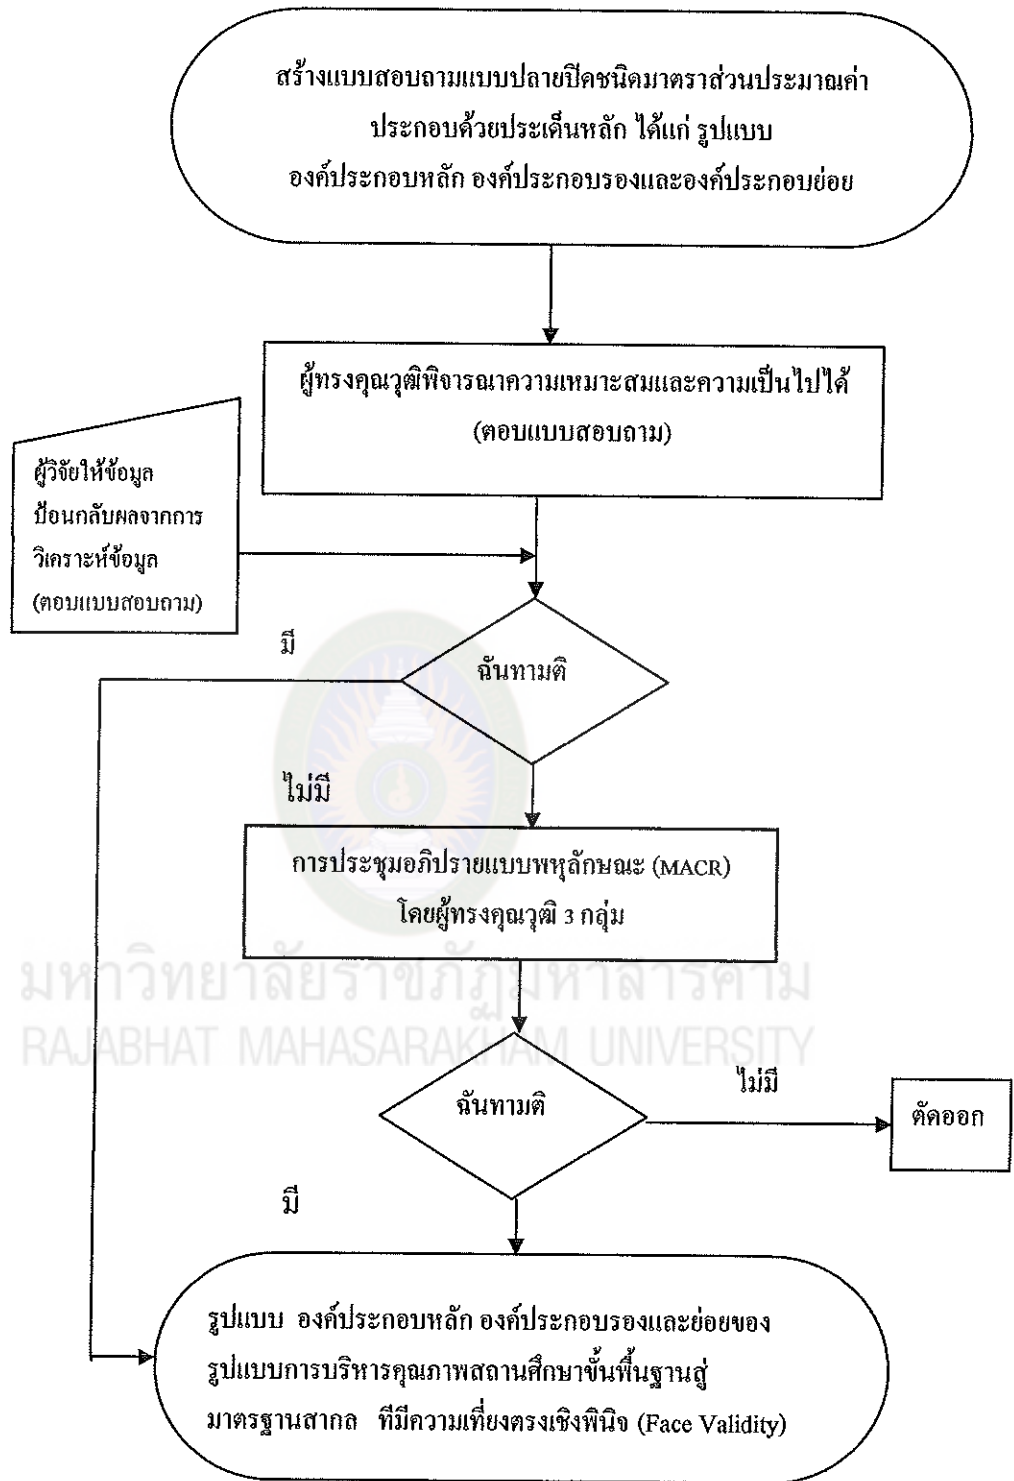 สร้างแบบสอบถามแบบปลายปิดชนิดมาตราส่วนประมาณค่า
ประกอบด้วยประเด็นหลัก ได้แก่ รูปแบบ
องค์ประกอบหลัก องค์ประกอบรองและองค์ประกอบย่อย
ผู้ทรงคุณวุฒิพิจารณาความเหมาะสมและความเป็นไปได้
(ตอบแบบสอบถาม)
ผู้วิจัยให้ข้อมูล
ป้อนกลับผลจากการ
วิเคราะห์ข้อมูล
(ตอบแบบสอบถาม)
มี
ฉันทามติ
ไม่มี
การประชุมอภิปรายแบบพหุลักษณะ (MACR)
โดยผู้ทรงคุณวุฒิ 3 กลุ่ม
มหาวิทยาลัยราชภัฏมหาสารคาม
RAJABHAT MAHASARAKHAM UNIVERSITY
ฉันทามติ
ไม่มี
ตัดออก
มี
รูปแบบ องค์ประกอบหลัก องค์ประกอบรองและย่อยของ
รูปแบบการบริหารคุณภาพสถานศึกษาขั้นพื้นฐานสู่
มาตรฐานสากล ทีมีความเที่ยงตรงเชิงพินิจ (Face Validity)